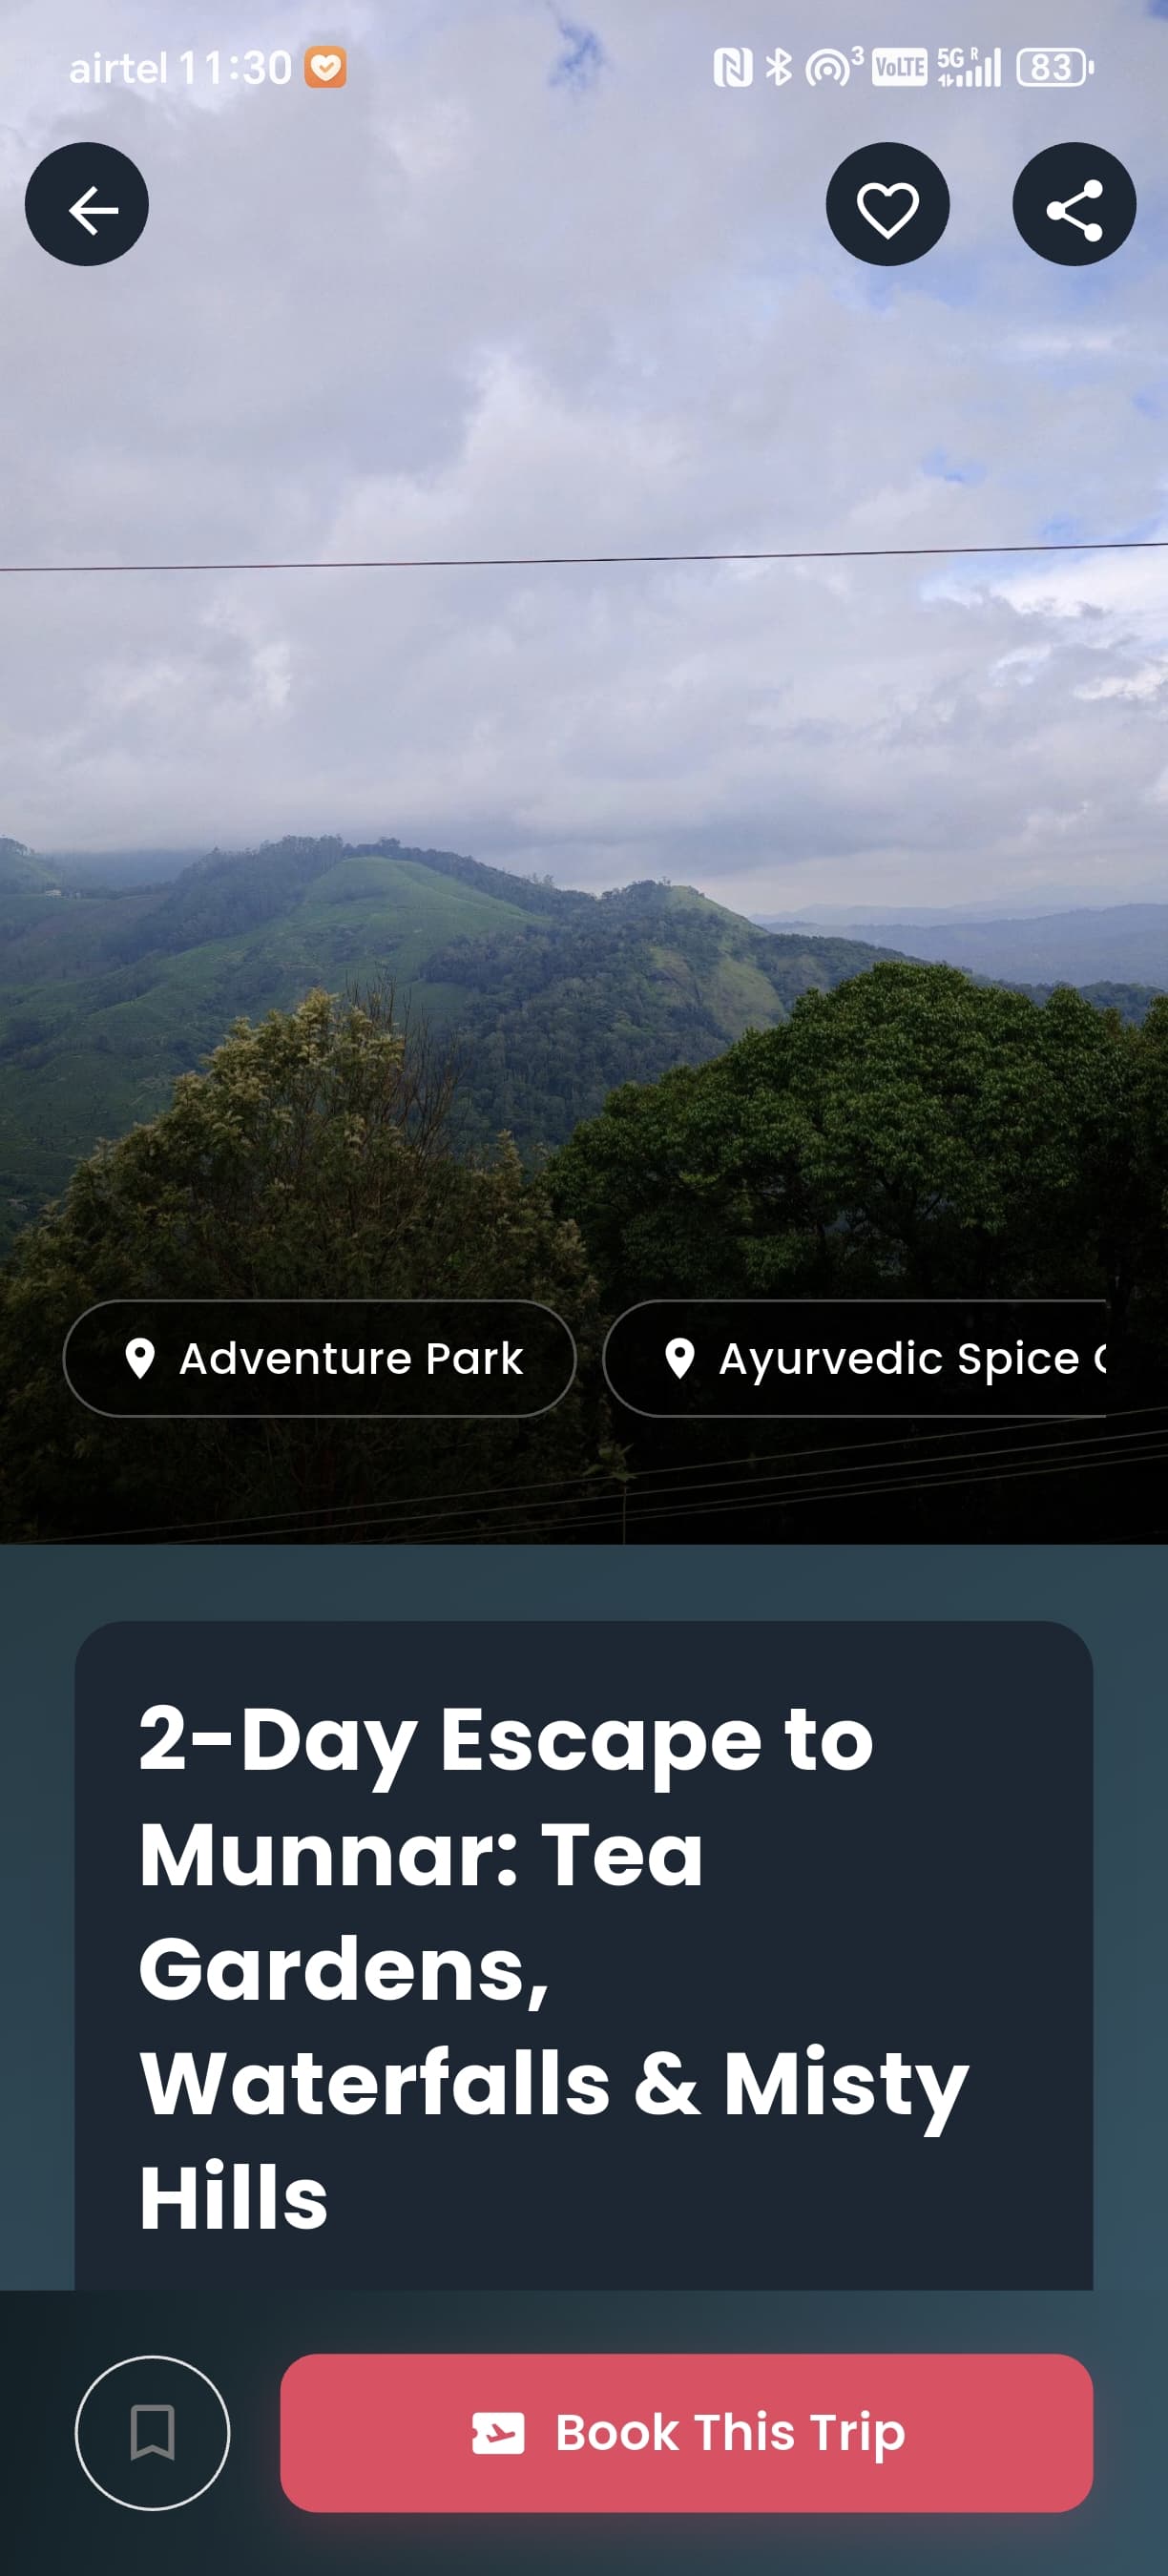 airtel 11:30
3 VoLTE 5G R 83
Adventure Park
Ayurvedic Spice
2-Day Escape to
Munnar: Tea
Gardens,
Waterfalls & Misty
Hills
Book This Trip